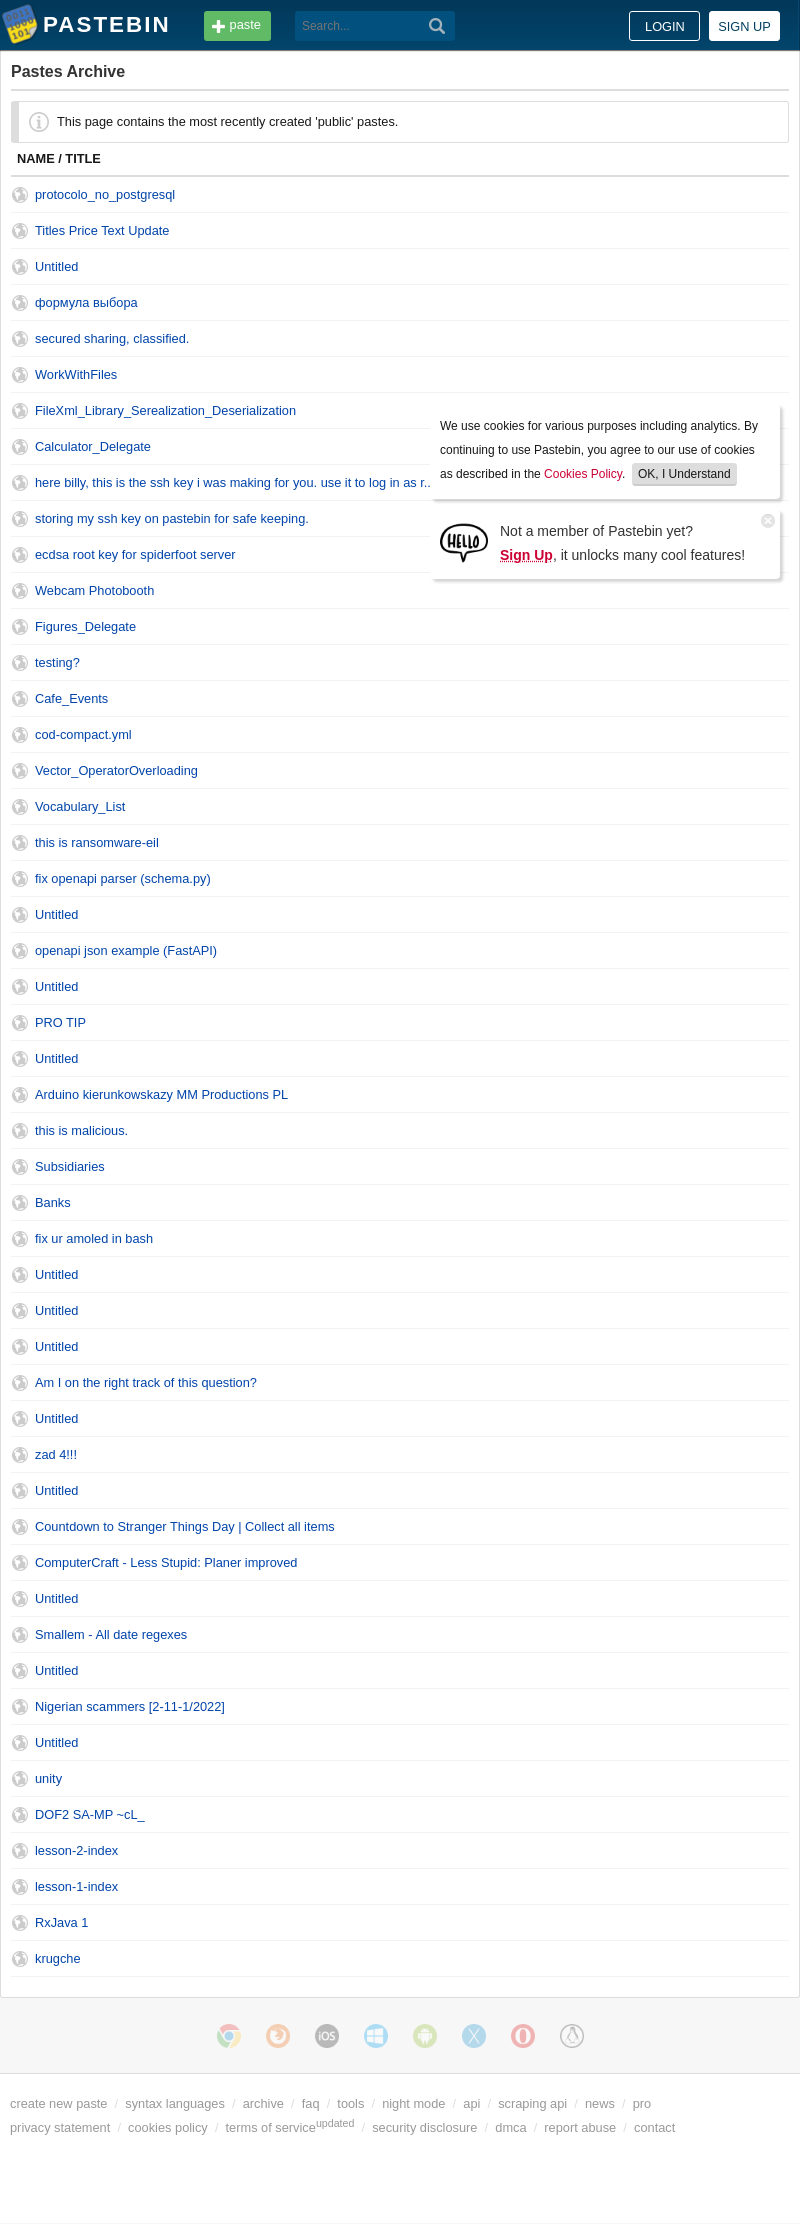 PASTEBIN paste Search... LOGIN SIGN UP
Pastes Archive
This page contains the most recently created 'public' pastes.
NAME / TITLE
protocolo_no_postgresql
Titles Price Text Update
Untitled
формула выбора
secured sharing, classified.
WorkWithFiles
FileXml_Library_Serealization_Deserialization
Calculator_Delegate
here billy, this is the ssh key i was making for you. use it to log in as r..
storing my ssh key on pastebin for safe keeping.
ecdsa root key for spiderfoot server
We use cookies for various purposes including analytics. By
continuing to use Pastebin, you agree to our use of cookies
as described in the Cookies Policy. OK, I Understand
HELLO
Not a member of Pastebin yet?
Sign Up, it unlocks many cool features!
Webcam Photobooth
Figures_Delegate
testing?
Cafe_Events
cod-compact.yml
Vector_OperatorOverloading
Vocabulary_List
this is ransomware-eil
fix openapi parser (schema.py)
Untitled
openapi json example (FastAPI)
Untitled
PRO TIP
Untitled
Arduino kierunkowskazy MM Productions PL
this is malicious.
Subsidiaries
Banks
fix ur amoled in bash
Untitled
Untitled
Untitled
Am I on the right track of this question?
Untitled
zad 4!!!
Untitled
Countdown to Stranger Things Day | Collect all items
ComputerCraft - Less Stupid: Planer improved
Untitled
Smallem - All date regexes
Untitled
Nigerian scammers [2-11-1/2022]
Untitled
unity
DOF2 SA-MP ~cL_
lesson-2-index
lesson-1-index
RxJava 1
krugche
iOS
create new paste / syntax languages / archive / faq / tools / night mode / api / scraping api / news / pro
privacy statement / cookies policy / terms of serviceupdated / security disclosure / dmca / report abuse / contact